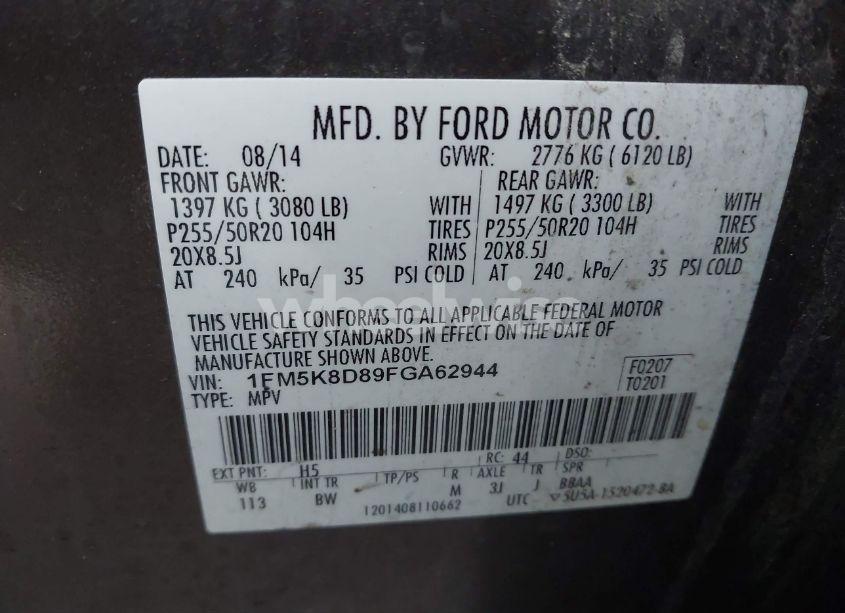 MFD. BY FORD MOTOR CO.
DATE: 08/14 GVWR: 2776 KG ( 6120 LB)
FRONT GAWR: REAR GAWR:
1397 KG ( 3080 LB) WITH 1497 KG ( 3300 LB) WITH
P255/50R20 104H TIRES P255/50R20 104H TIRES
20X8.5J RIMS 20X8.5J RIMS
AT 240 kPa/ 35 PSI COLD AT 240 kPa/ 35 PSI COLD
THIS VEHICLE CONFORMS TO ALL APPLICABLE FEDERAL MOTOR
VEHICLE SAFETY STANDARDS IN EFFECT ON THE DATE OF
MANUFACTURE SHOWN ABOVE.
VIN: 1FM5K8D89FGA62944 F0207
TYPE: MPV T0201
EXT PNT: H5 RC: 44 DSO:
WB INT TR TP/PS R AXLE TR SPR
113 BW M 3J J BBAA
1201408110662 UTC ▽5U5A-1520472-BA